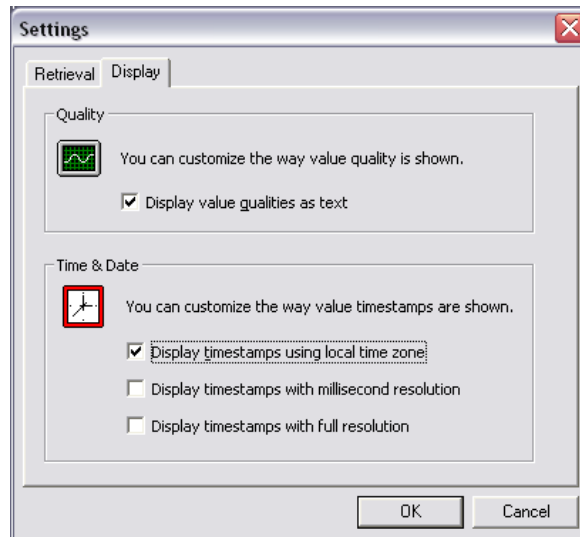 Settings
Retrieval Display
Quality
You can customize the way value quality is shown.
Display value qualities as text
Time & Date
You can customize the way value timestamps are shown.
Display timestamps using local time zone
Display timestamps with millisecond resolution
Display timestamps with full resolution
OK Cancel